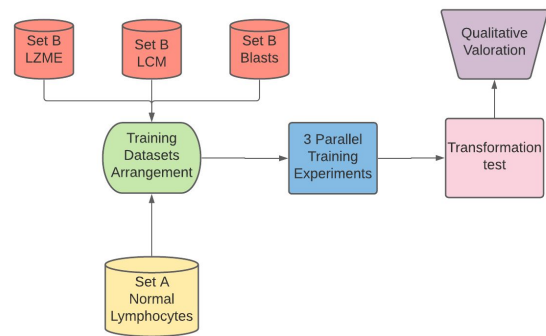 Set B
LZME
Set B
LCM
Set B
Blasts
Qualitative
Valoration
Training
Datasets
Arrangement
3 Parallel
Training
Experiments
Transformation
test
Set A
Normal
Lymphocytes